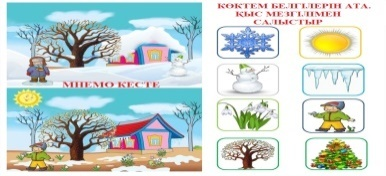 МНЕМО КЕСТЕ
КӨКТЕМ БЕЛГІЛЕРІН АТА.
ҚЫС МЕЗГІЛІМЕН
САЛЫСТЫР